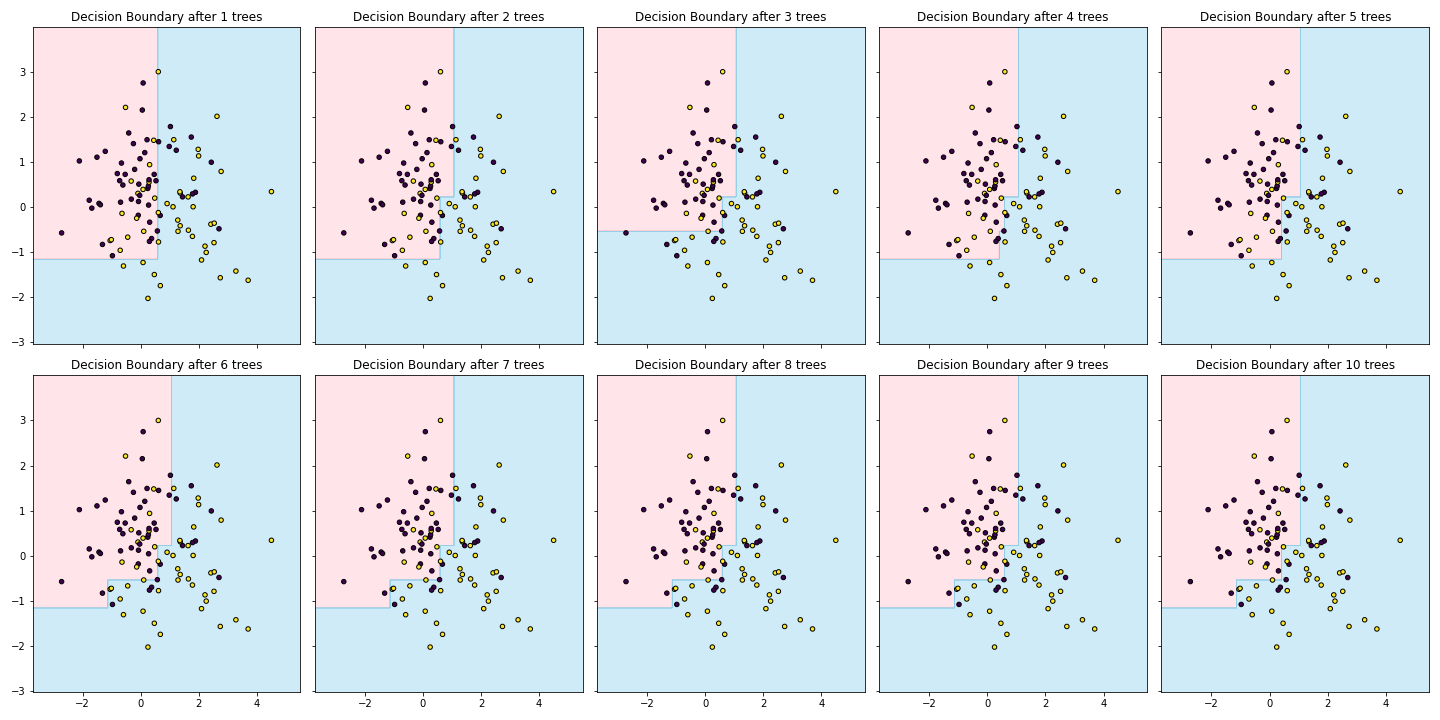 Decision Boundary after 1 trees
Decision Boundary after 2 trees
Decision Boundary after 3 trees
Decision Boundary after 4 trees
Decision Boundary after 5 trees
3
2
1
0
−1
−2
−3
Decision Boundary after 6 trees
Decision Boundary after 7 trees
Decision Boundary after 8 trees
Decision Boundary after 9 trees
Decision Boundary after 10 trees
3
2
1
0
−1
−2
−3
−2 0 2 4
−2 0 2 4
−2 0 2 4
−2 0 2 4
−2 0 2 4